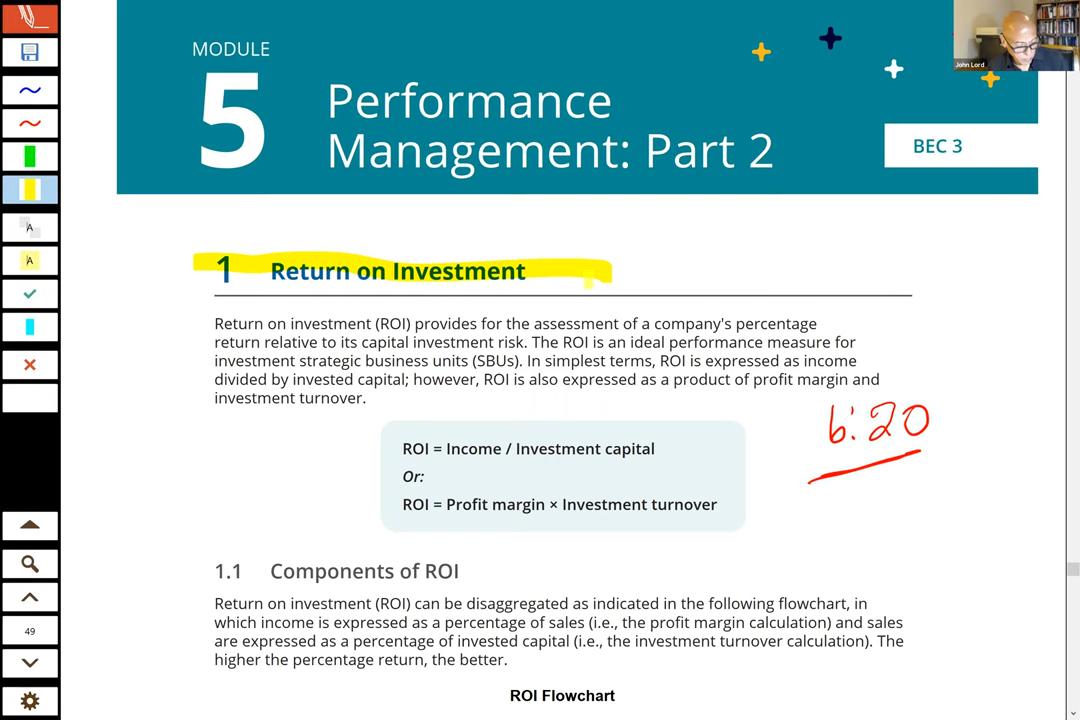 MODULE
5
Performance
Management: Part 2
BEC 3
John Lord
1 Return on Investment
Return on investment (ROI) provides for the assessment of a company's percentage
return relative to its capital investment risk. The ROI is an ideal performance measure for
investment strategic business units (SBUs). In simplest terms, ROI is expressed as income
divided by invested capital; however, ROI is also expressed as a product of profit margin and
investment turnover.
6:20
ROI = Income / Investment capital
Or:
ROI = Profit margin × Investment turnover
1.1 Components of ROI
Return on investment (ROI) can be disaggregated as indicated in the following flowchart, in
which income is expressed as a percentage of sales (i.e., the profit margin calculation) and sales
are expressed as a percentage of invested capital (i.e., the investment turnover calculation). The
higher the percentage return, the better.
ROI Flowchart
A
A
49